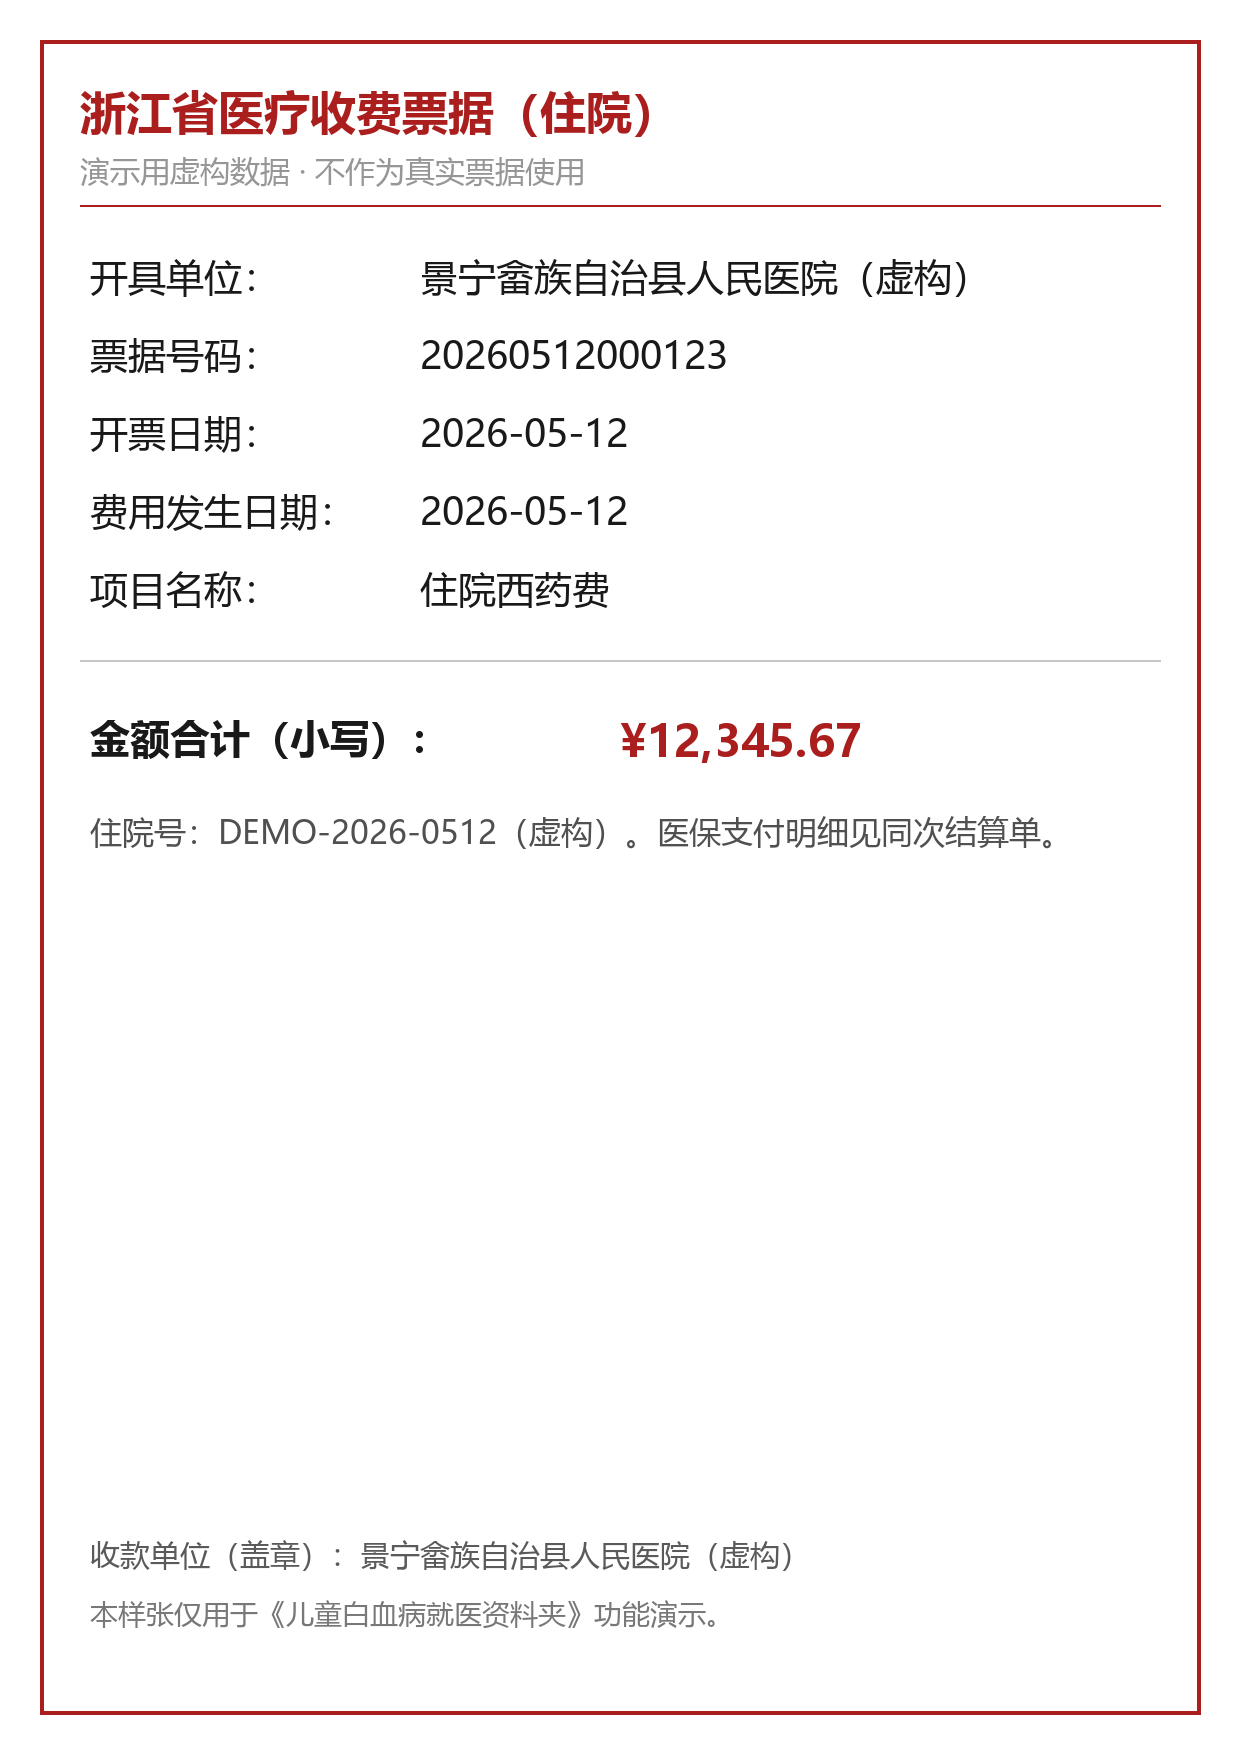 浙江省医疗收费票据（住院）
演示用虚构数据 · 不作为真实票据使用
开具单位： 景宁畲族自治县人民医院（虚构）
票据号码： 20260512000123
开票日期： 2026-05-12
费用发生日期： 2026-05-12
项目名称： 住院西药费
金额合计（小写）： ¥12,345.67
住院号：DEMO-2026-0512（虚构）。医保支付明细见同次结算单。
收款单位（盖章）：景宁畲族自治县人民医院（虚构）
本样张仅用于《儿童白血病就医资料夹》功能演示。